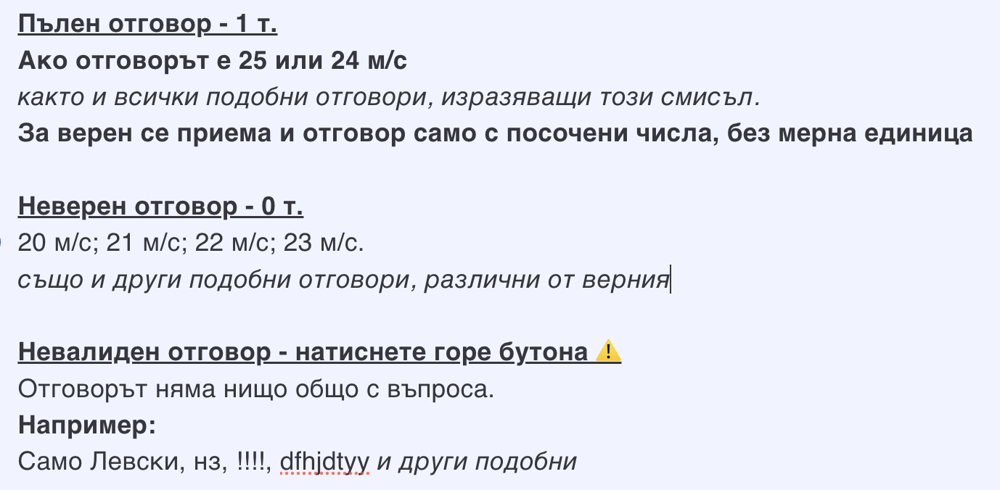 Пълен отговор - 1 т.
Ако отговорът е 25 или 24 м/с
както и всички подобни отговори, изразяващи този смисъл.
За верен се приема и отговор само с посочени числа, без мерна единица
Неверен отговор - 0 т.
20 м/с; 21 м/с; 22 м/с; 23 м/с.
също и други подобни отговори, различни от верния
Невалиден отговор - натиснете горе бутона ⚠️
Отговорът няма нищо общо с въпроса.
Например:
Само Левски, нз, !!!!, dfhjdtyy и други подобни